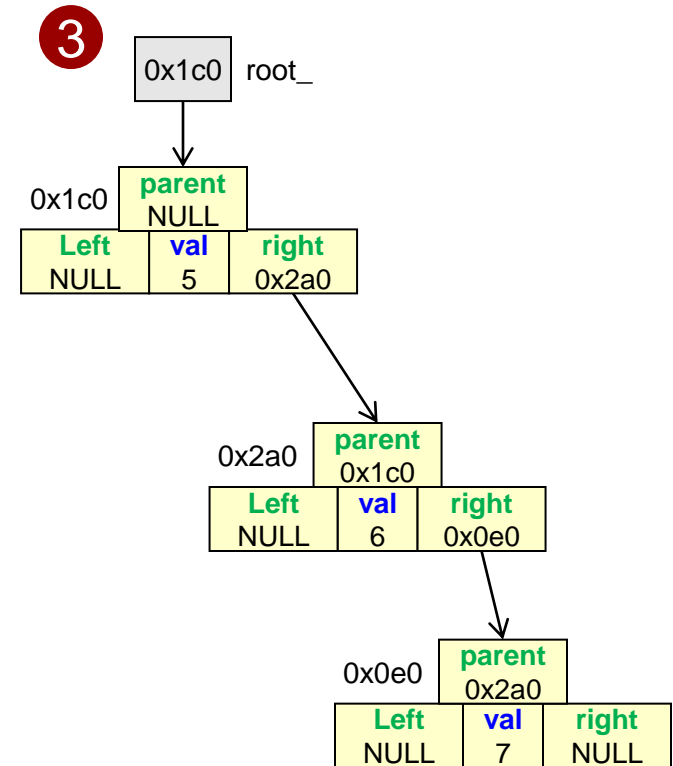 3
0x1c0 root_
parent
0x1c0 NULL
Left val right
NULL 5 0x2a0
parent
0x2a0 0x1c0
Left val right
NULL 6 0x0e0
parent
0x0e0 0x2a0
Left val right
NULL 7 NULL